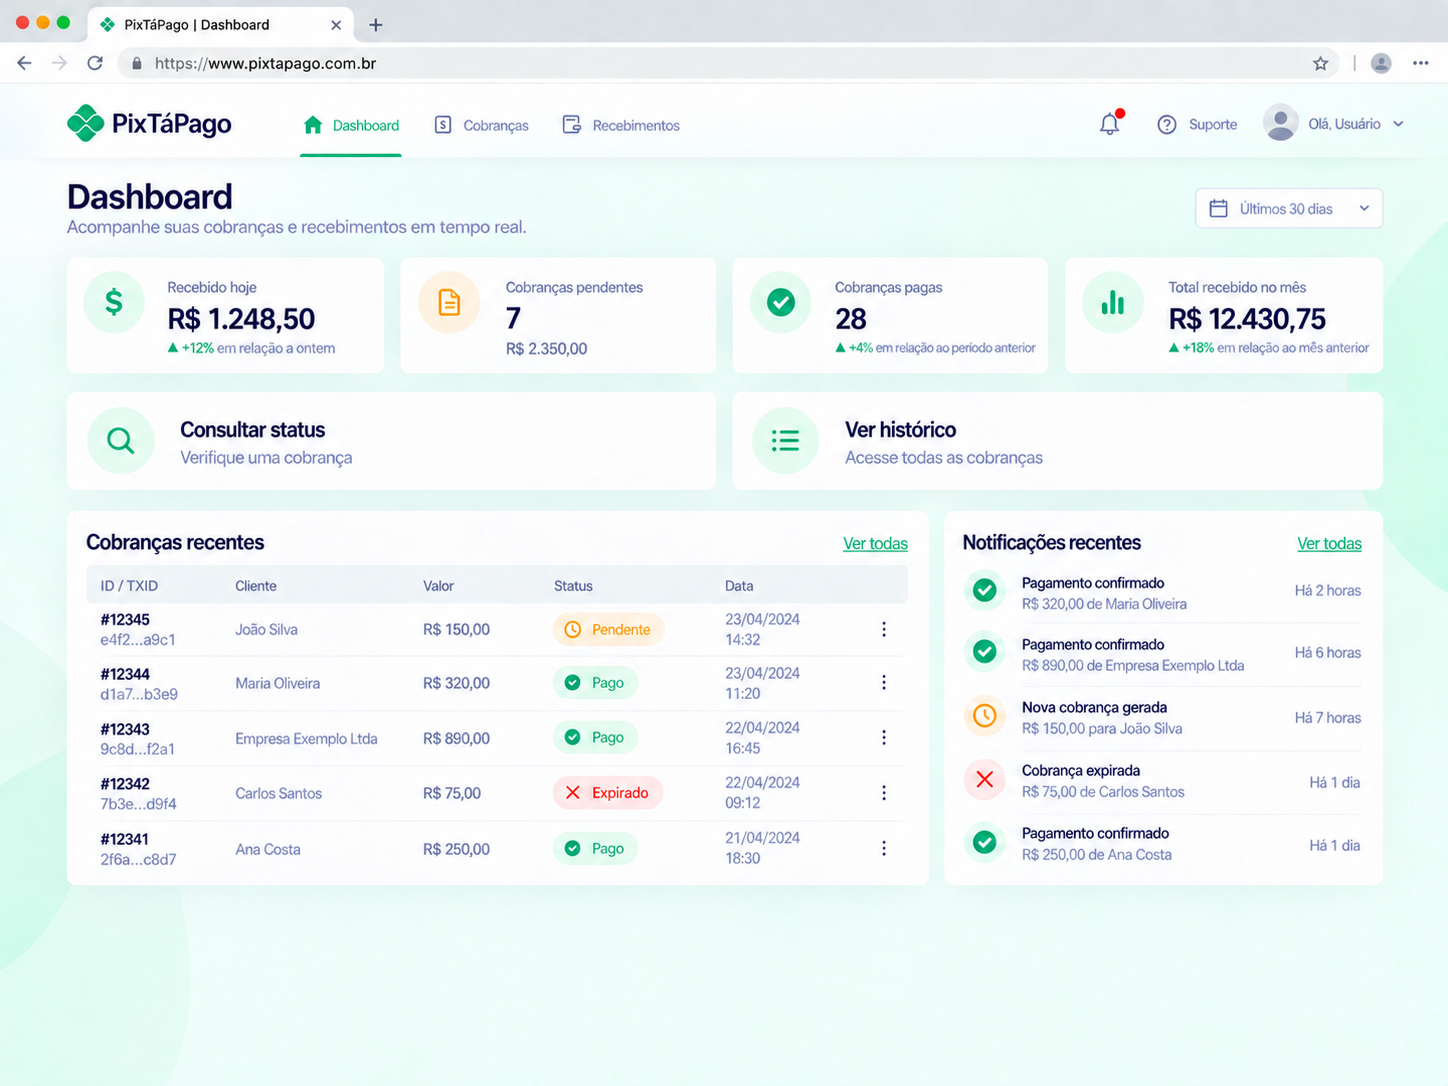 PixTáPago | Dashboard
https://www.pixtapago.com.br
PixTáPago
Dashboard
Cobranças
Recebimentos
Suporte
Olá, Usuário
Dashboard
Acompanhe suas cobranças e recebimentos em tempo real.
Últimos 30 dias
Recebido hoje
R$ 1.248,50
▲ +12% em relação a ontem
Cobranças pendentes
7
R$ 2.350,00
Cobranças pagas
28
▲ +4% em relação ao período anterior
Total recebido no mês
R$ 12.430,75
▲ +18% em relação ao mês anterior
Consultar status
Verifique uma cobrança
Ver histórico
Acesse todas as cobranças
Cobranças recentes
Ver todas
ID / TXID Cliente Valor Status Data
#12345
e4f2...a9c1
João Silva
R$ 150,00
Pendente
23/04/2024
14:32
#12344
d1a7...b3e9
Maria Oliveira
R$ 320,00
Pago
23/04/2024
11:20
#12343
9c8d...f2a1
Empresa Exemplo Ltda
R$ 890,00
Pago
22/04/2024
16:45
#12342
7b3e...d9f4
Carlos Santos
R$ 75,00
Expirado
22/04/2024
09:12
#12341
2f6a...c8d7
Ana Costa
R$ 250,00
Pago
21/04/2024
18:30
Notificações recentes
Ver todas
Pagamento confirmado
R$ 320,00 de Maria Oliveira
Há 2 horas
Pagamento confirmado
R$ 890,00 de Empresa Exemplo Ltda
Há 6 horas
Nova cobrança gerada
R$ 150,00 para João Silva
Há 7 horas
Cobrança expirada
R$ 75,00 de Carlos Santos
Há 1 dia
Pagamento confirmado
R$ 250,00 de Ana Costa
Há 1 dia